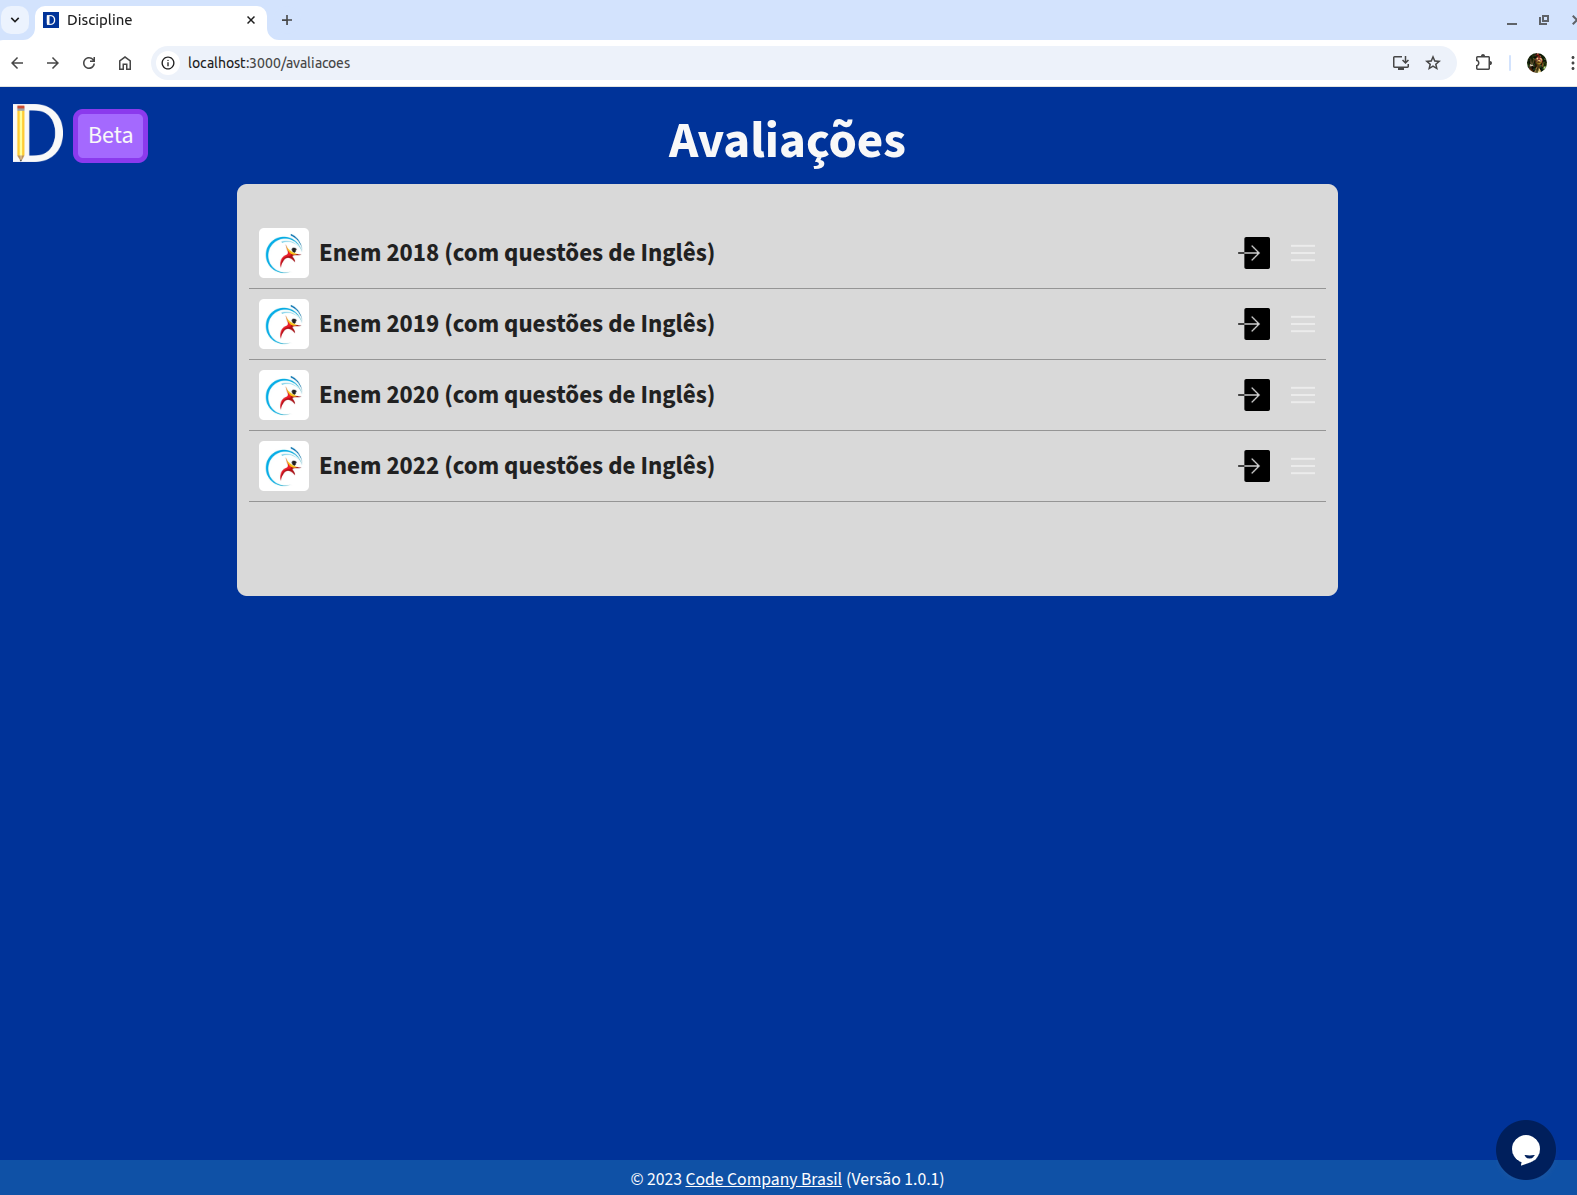 Discipline
localhost:3000/avaliacoes
D Beta
Avaliações
Enem 2018 (com questões de Inglês)
Enem 2019 (com questões de Inglês)
Enem 2020 (com questões de Inglês)
Enem 2022 (com questões de Inglês)
© 2023 Code Company Brasil (Versão 1.0.1)